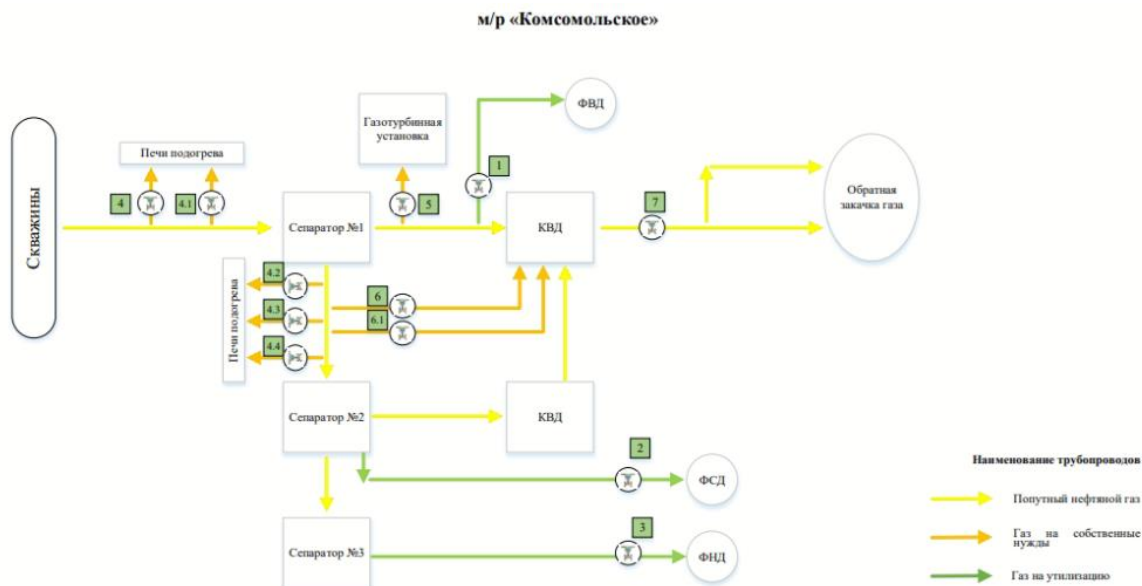 м/р «Комсомольское»
ФВД
Газотурбинная
установка
Печи подогрева
1
4
4.1
5
7
Скважины
Сепаратор №1
КВД
Обратная
закачка газа
4.2
6
4.3
6.1
4.4
Печи подогрева
Сепаратор №2
КВД
2
ФСД
3
Сепаратор №3
ФНД
Наименование трубопроводов
Попутный нефтяной газ
Газ на собственные
нужды
Газ на утилизацию